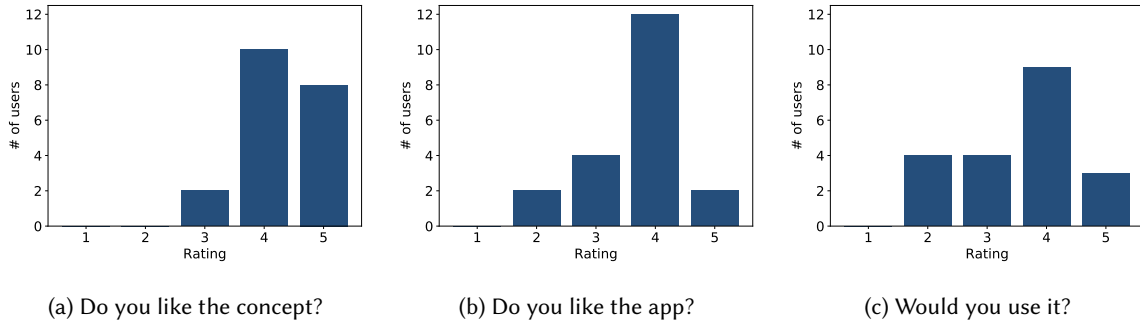 12
10
8
6
4
2
0
# of users
1 2 3 4 5
Rating
(a) Do you like the concept?
12
10
8
6
4
2
0
# of users
1 2 3 4 5
Rating
(b) Do you like the app?
12
10
8
6
4
2
0
# of users
1 2 3 4 5
Rating
(c) Would you use it?